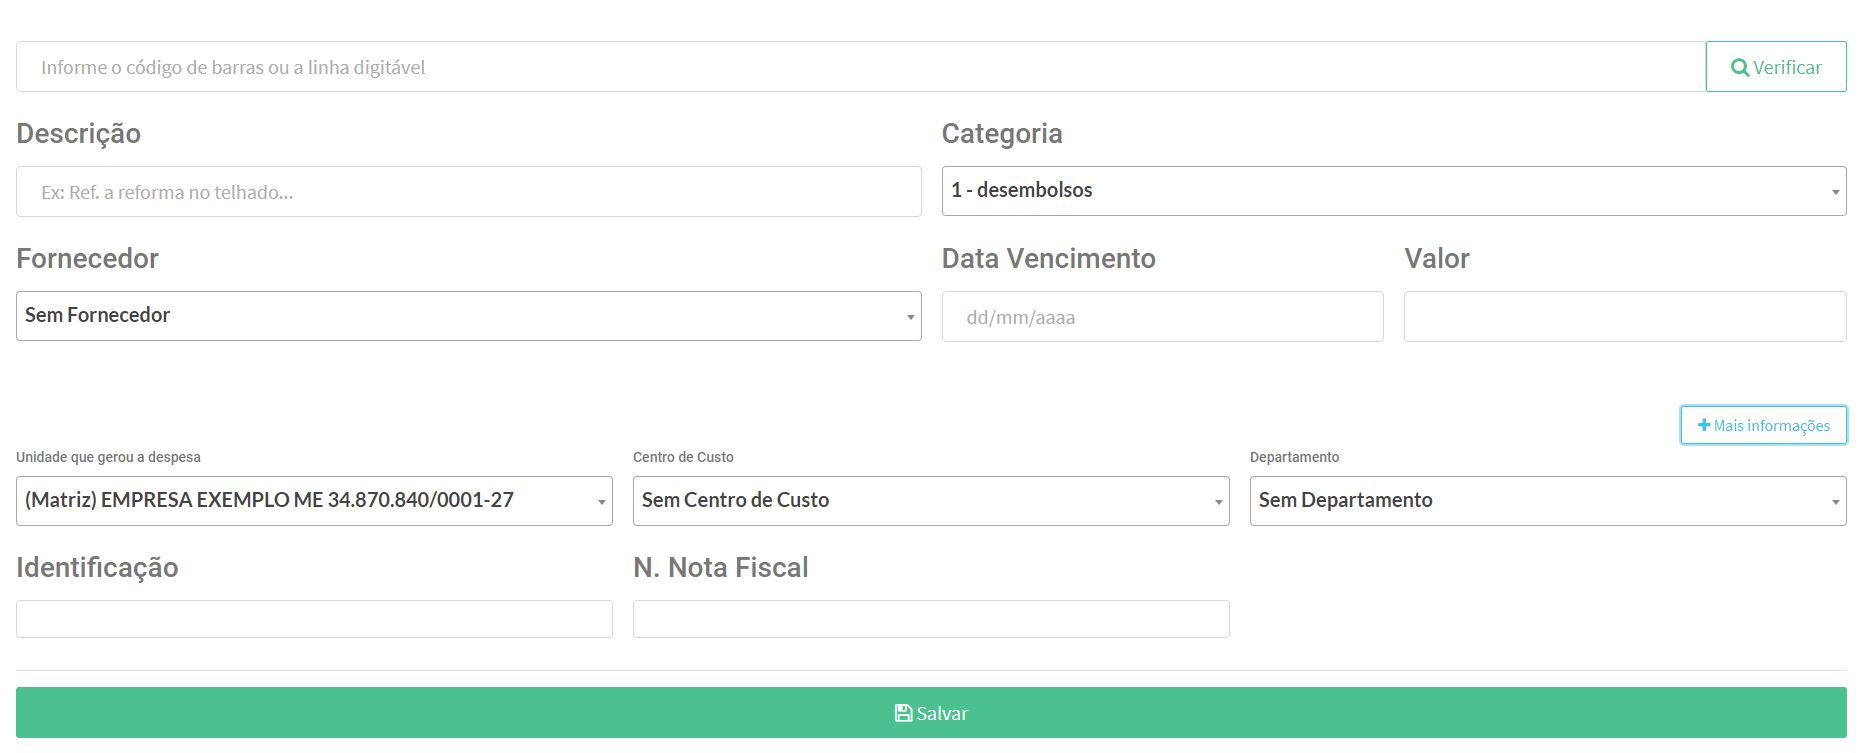 Informe o código de barras ou a linha digitável
Verificar
Descrição
Categoria
Ex: Ref. a reforma no telhado...
1 - desembolsos
Fornecedor
Data Vencimento
Valor
Sem Fornecedor
dd/mm/aaaa
Mais informações
Unidade que gerou a despesa
Centro de Custo
Departamento
(Matriz) EMPRESA EXEMPLO ME 34.870.840/0001-27
Sem Centro de Custo
Sem Departamento
Identificação
N. Nota Fiscal
Salvar